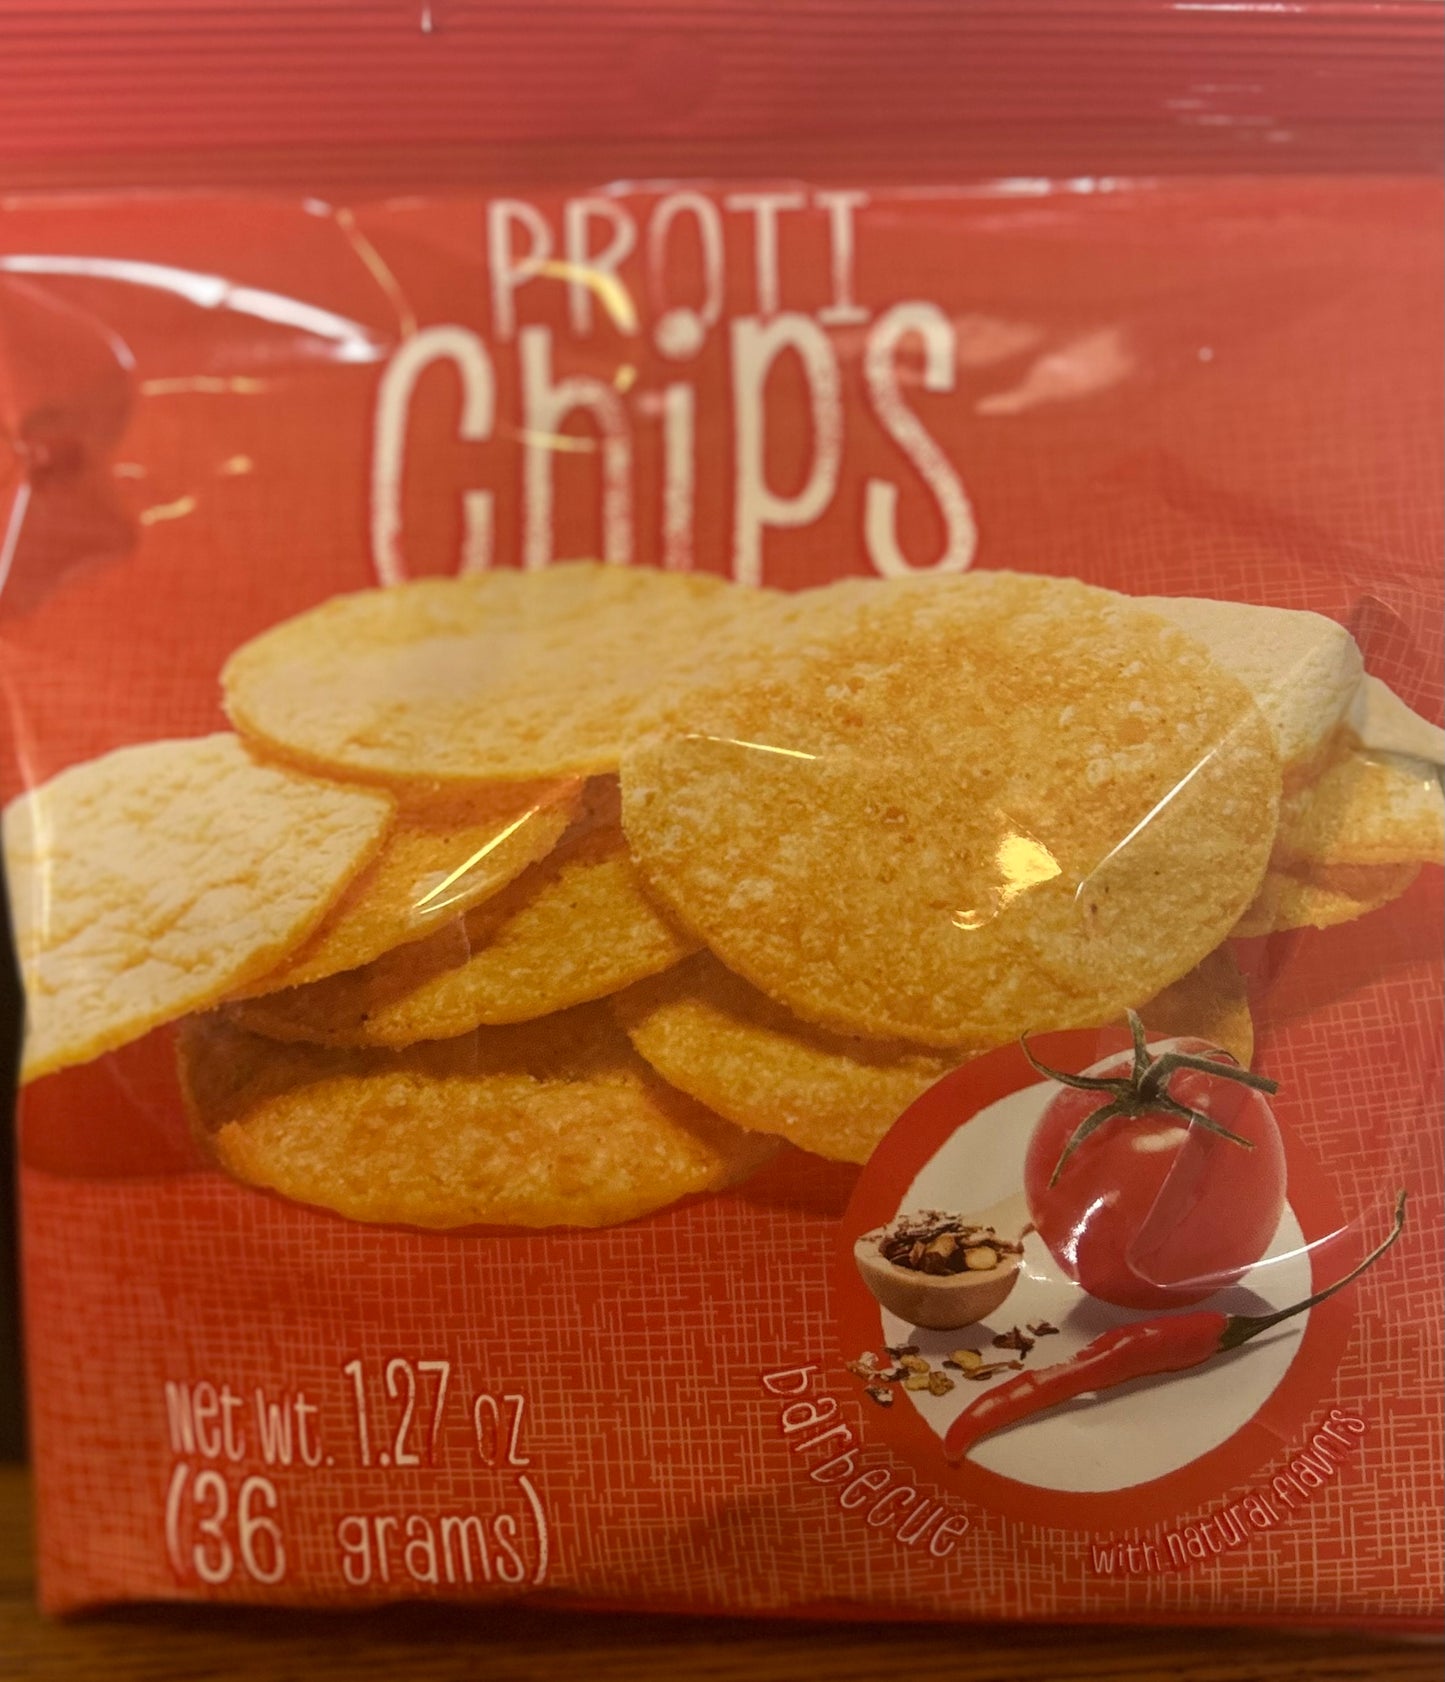 PROTI
Chips
Net wt. 1.27 oz
(36 grams)
barbecue
with natural flavors